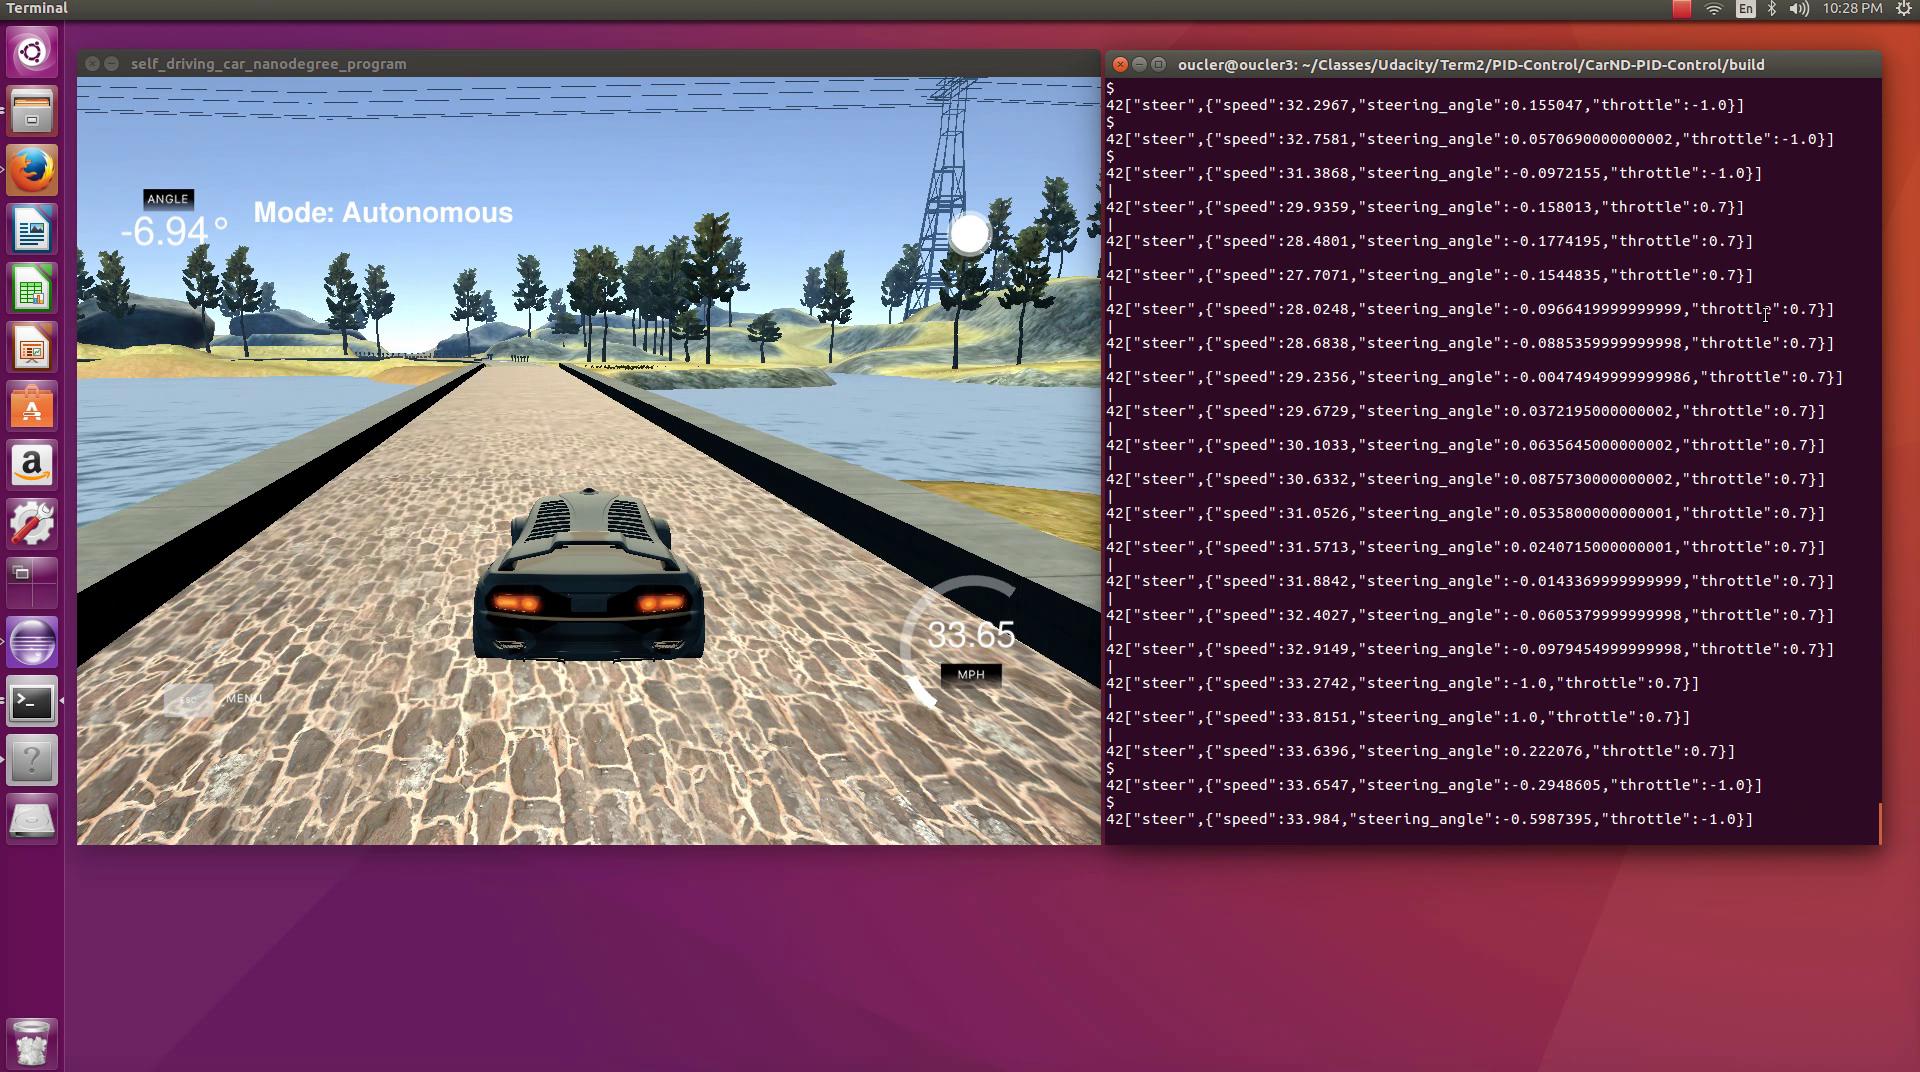 Terminal
En
10:28 PM
self_driving_car_nanodegree_program
ANGLE
-6.94°
Mode: Autonomous
33.65
MPH
ESC
MENU
a
?
oucler@oucler3: ~/Classes/Udacity/Term2/PID-Control/CarND-PID-Control/build
$
42["steer",{"speed":32.2967,"steering_angle":0.155047,"throttle":-1.0}]
$
42["steer",{"speed":32.7581,"steering_angle":0.0570690000000002,"throttle":-1.0}]
$
42["steer",{"speed":31.3868,"steering_angle":-0.0972155,"throttle":-1.0}]
|
42["steer",{"speed":29.9359,"steering_angle":-0.158013,"throttle":0.7}]
|
42["steer",{"speed":28.4801,"steering_angle":-0.1774195,"throttle":0.7}]
|
42["steer",{"speed":27.7071,"steering_angle":-0.1544835,"throttle":0.7}]
|
42["steer",{"speed":28.0248,"steering_angle":-0.0966419999999999,"throttle":0.7}]
|
42["steer",{"speed":28.6838,"steering_angle":-0.0885359999999998,"throttle":0.7}]
|
42["steer",{"speed":29.2356,"steering_angle":-0.00474949999999986,"throttle":0.7}]
|
42["steer",{"speed":29.6729,"steering_angle":0.0372195000000002,"throttle":0.7}]
|
42["steer",{"speed":30.1033,"steering_angle":0.0635645000000002,"throttle":0.7}]
|
42["steer",{"speed":30.6332,"steering_angle":0.0875730000000002,"throttle":0.7}]
|
42["steer",{"speed":31.0526,"steering_angle":0.0535800000000001,"throttle":0.7}]
|
42["steer",{"speed":31.5713,"steering_angle":0.0240715000000001,"throttle":0.7}]
|
42["steer",{"speed":31.8842,"steering_angle":-0.0143369999999999,"throttle":0.7}]
|
42["steer",{"speed":32.4027,"steering_angle":-0.0605379999999998,"throttle":0.7}]
|
42["steer",{"speed":32.9149,"steering_angle":-0.0979454999999998,"throttle":0.7}]
|
42["steer",{"speed":33.2742,"steering_angle":-1.0,"throttle":0.7}]
|
42["steer",{"speed":33.8151,"steering_angle":1.0,"throttle":0.7}]
|
42["steer",{"speed":33.6396,"steering_angle":0.222076,"throttle":0.7}]
$
42["steer",{"speed":33.6547,"steering_angle":-0.2948605,"throttle":-1.0}]
$
42["steer",{"speed":33.984,"steering_angle":-0.5987395,"throttle":-1.0}]